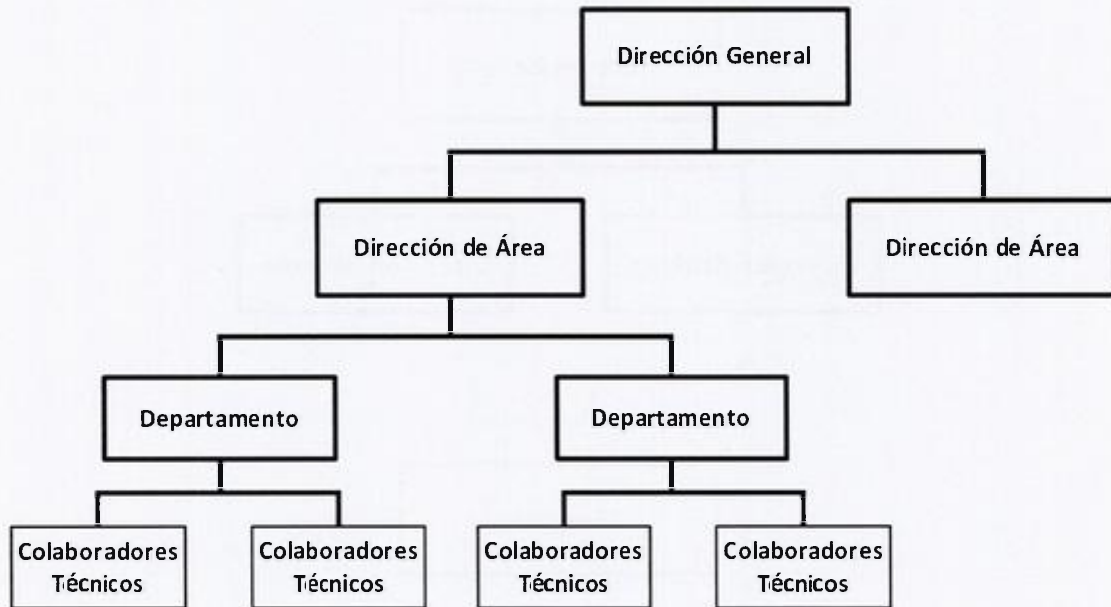 Dirección General
Dirección de Área
Dirección de Área
Departamento
Departamento
Colaboradores
Técnicos
Colaboradores
Técnicos
Colaboradores
Técnicos
Colaboradores
Técnicos